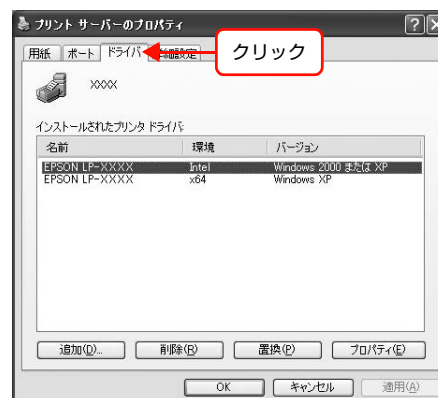 プリント サーバーのプロパティ
用紙 ポート ドライバ 詳細設定
クリック
XXXX
インストールされたプリンタ ドライバ:
名前 環境 バージョン
EPSON LP-XXXX Intel Windows 2000 または XP
EPSON LP-XXXX x64 Windows XP
追加(D)... 削除(R) 置換(P) プロパティ(E)
OK キャンセル 適用(A)